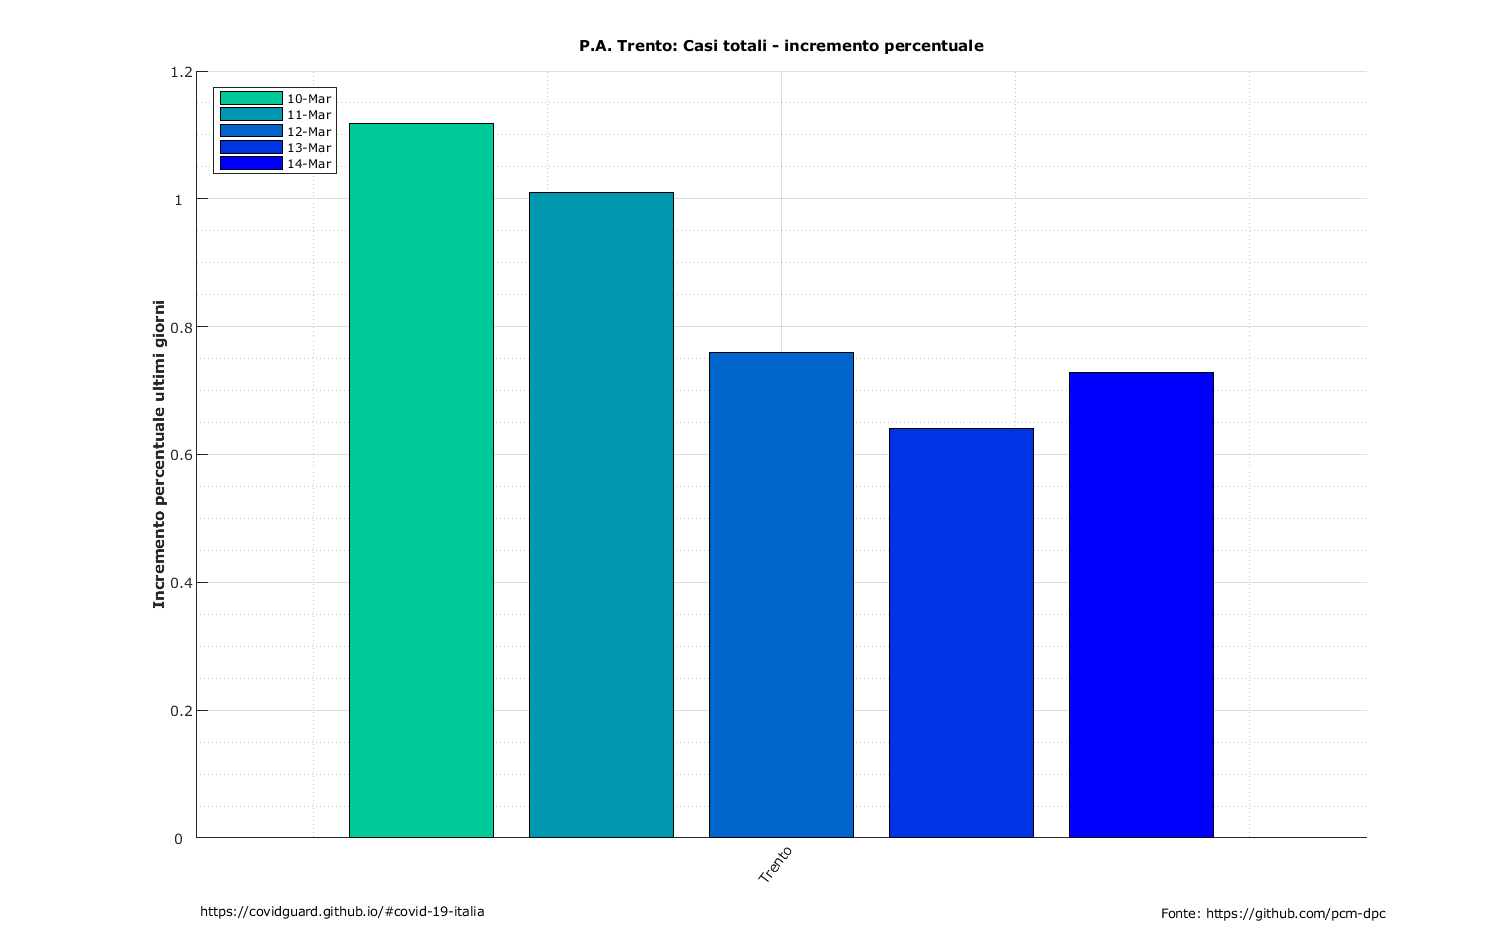 P.A. Trento: Casi totali - incremento percentuale
10-Mar
11-Mar
12-Mar
13-Mar
14-Mar
Incremento percentuale ultimi giorni
1.2
1
0.8
0.6
0.4
0.2
0
Trento
https://covidguard.github.io/#covid-19-italia
Fonte: https://github.com/pcm-dpc